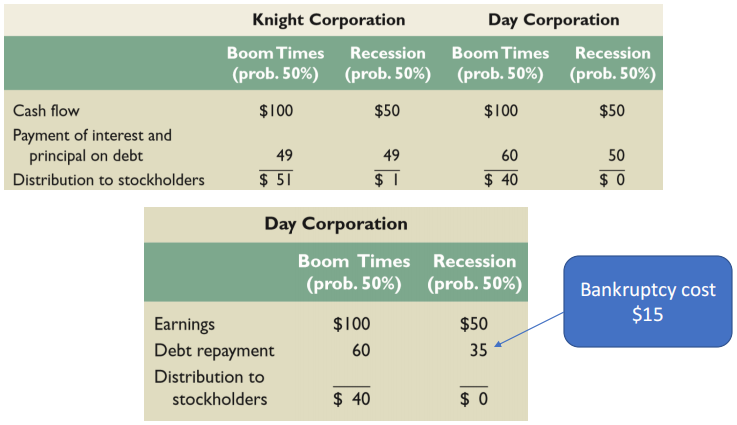 Knight Corporation Day Corporation
Boom Times Recession Boom Times Recession
(prob. 50%) (prob. 50%) (prob. 50%) (prob. 50%)
Cash flow $100 $50 $100 $50
Payment of interest and
principal on debt 49 49 60 50
Distribution to stockholders $ 51 $ 1 $ 40 $ 0
Day Corporation
Boom Times Recession
(prob. 50%) (prob. 50%)
Earnings $100 $50
Debt repayment 60 35
Distribution to
stockholders $ 40 $ 0
Bankruptcy cost
$15